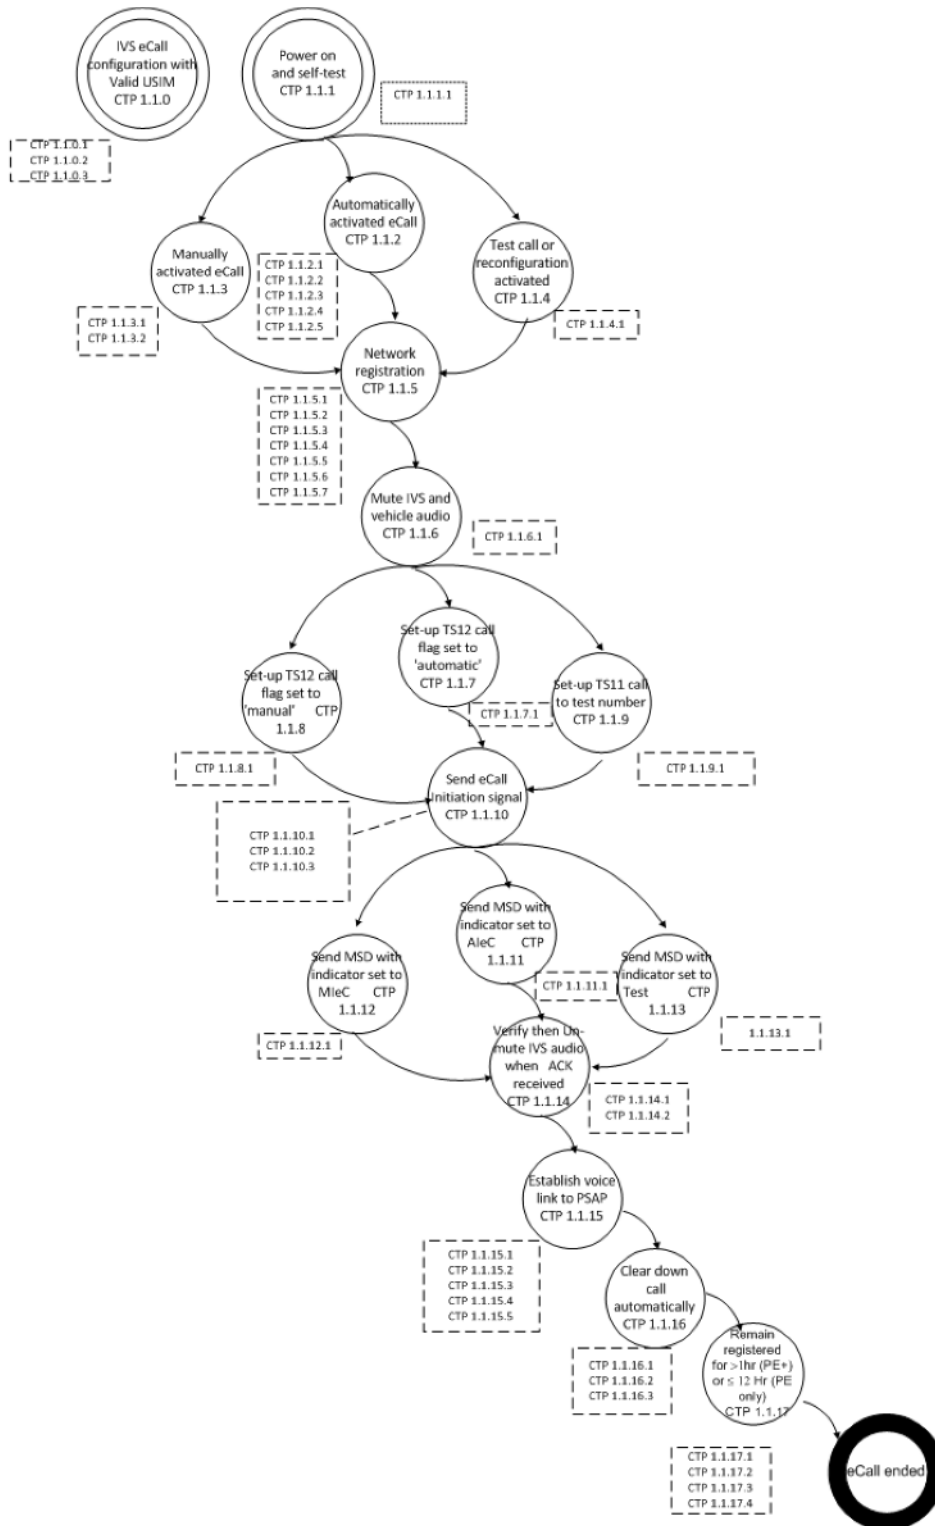 IVS eCall
configuration with
Valid USIM
CTP 1.1.0
Power on
and self-test
CTP 1.1.1
CTP 1.1.1.1
CTP 1.1.0.1
CTP 1.1.0.2
CTP 1.1.0.3
Automatically
activated eCall
CTP 1.1.2
Manually
activated eCall
CTP 1.1.3
Test call or
reconfiguration
activated
CTP 1.1.4
CTP 1.1.2.1
CTP 1.1.2.2
CTP 1.1.2.3
CTP 1.1.2.4
CTP 1.1.2.5
CTP 1.1.3.1
CTP 1.1.3.2
CTP 1.1.4.1
Network
registration
CTP 1.1.5
CTP 1.1.5.1
CTP 1.1.5.2
CTP 1.1.5.3
CTP 1.1.5.4
CTP 1.1.5.5
CTP 1.1.5.6
CTP 1.1.5.7
Mute IVS and
vehicle audio
CTP 1.1.6
CTP 1.1.6.1
Set-up TS12 call
flag set to
'automatic'
CTP 1.1.7
Set-up TS12 call
flag set to
'manual' CTP
1.1.8
Set-up TS11 call
to test number
CTP 1.1.9
CTP 1.1.7.1
CTP 1.1.8.1
CTP 1.1.9.1
Send eCall
Initiation signal
CTP 1.1.10
CTP 1.1.10.1
CTP 1.1.10.2
CTP 1.1.10.3
Send MSD with
indicator set to
AIeC CTP
1.1.11
Send MSD with
indicator set to
MIeC CTP
1.1.12
Send MSD with
indicator set to
Test CTP
1.1.13
CTP 1.1.11.1
CTP 1.1.12.1
1.1.13.1
Verify then Un-
mute IVS audio
when ACK
received
CTP 1.1.14
CTP 1.1.14.1
CTP 1.1.14.2
Establish voice
link to PSAP
CTP 1.1.15
CTP 1.1.15.1
CTP 1.1.15.2
CTP 1.1.15.3
CTP 1.1.15.4
CTP 1.1.15.5
Clear down
call
automatically
CTP 1.1.16
CTP 1.1.16.1
CTP 1.1.16.2
CTP 1.1.16.3
Remain
registered
for >1hr (PE+)
or ≤ 12 Hr (PE
only)
CTP 1.1.17
CTP 1.1.17.1
CTP 1.1.17.2
CTP 1.1.17.3
CTP 1.1.17.4
eCall ended